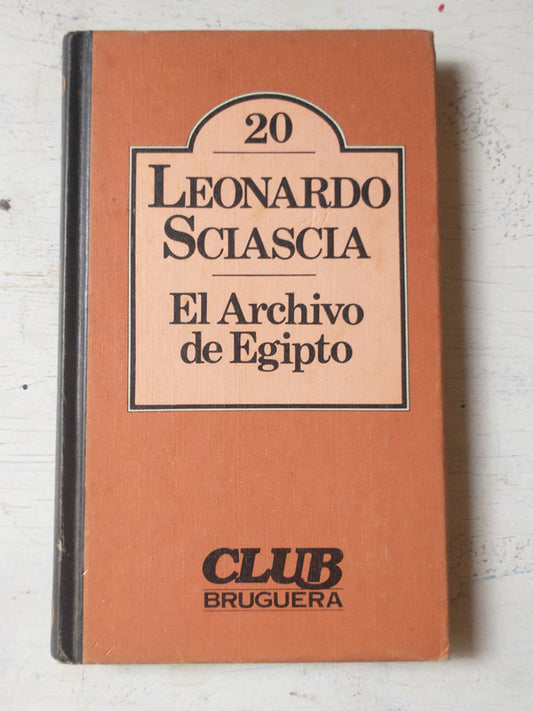 20
LEONARDO
SCIASCIA
El Archivo
de Egipto
CLUB
BRUGUERA